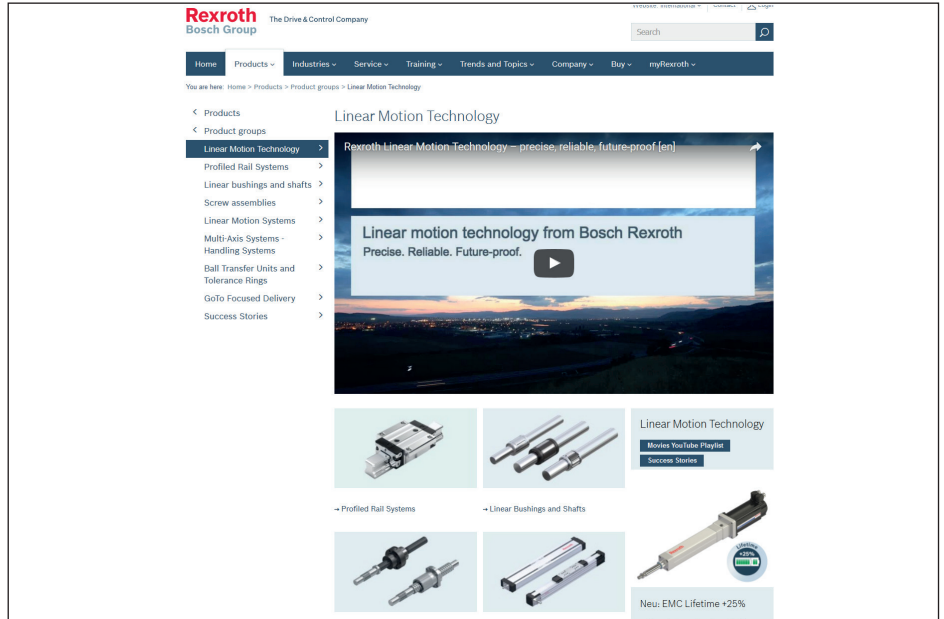 Rexroth
Bosch Group
The Drive & Control Company
Website: International
Contact
Login
Search
Home Products Industries Service Training Trends and Topics Company Buy myRexroth
You are here: Home > Products > Product groups > Linear Motion Technology
< Products
< Product groups
Linear Motion Technology >
Profiled Rail Systems >
Linear bushings and shafts >
Screw assemblies >
Linear Motion Systems >
Multi-Axis Systems - >
Handling Systems
Ball Transfer Units and >
Tolerance Rings
GoTo Focused Delivery >
Success Stories >
Linear Motion Technology
Rexroth Linear Motion Technology – precise, reliable, future-proof [en]
Linear motion technology from Bosch Rexroth
Precise. Reliable. Future-proof.
→ Profiled Rail Systems
→ Linear Bushings and Shafts
Linear Motion Technology
Movies YouTube Playlist
Success Stories
Lifetime
+25%
Neu: EMC Lifetime +25%